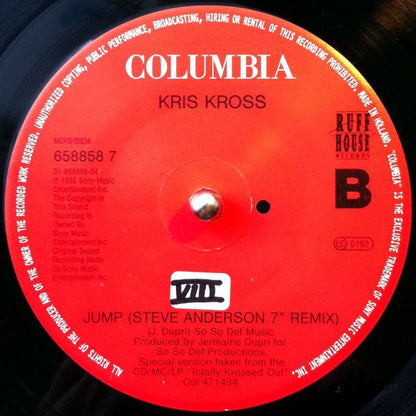 UNAUTHORIZED COPYING, PUBLIC PERFORMANCE, BROADCASTING, HIRING OR RENTAL OF THIS RECORDING PROHIBITED. MADE IN HOLLAND. "COLUMBIA" IS THE EXCLUSIVE TRADEMARK OF SONY MUSIC ENTERTAINMENT, INC.
ALL RIGHTS OF THE PRODUCER AND OF THE OWNER OF THE RECORDED WORK RESERVED.
COLUMBIA
KRIS KROSS
MCPS/BIEM
658858 7
01-658858-04
℗ 1992 Sony Music
Entertainment Inc.
The Copyright in
This Sound
Recording Is
Owned By
Sony Music
Entertainment Inc.
Original Sound
Recording Made
By Sony Music
Entertainment Inc.
RUFF
HOUSE
RECORDS
B
LC 0162
VIII
JUMP (STEVE ANDERSON 7" REMIX)
(J. Dupri) So So Def Music
Produced by Jermaine Dupri for
So So Def Productions.
Special version taken from the
CD/MC/LP "Totally Krossed Out"
Col 471434